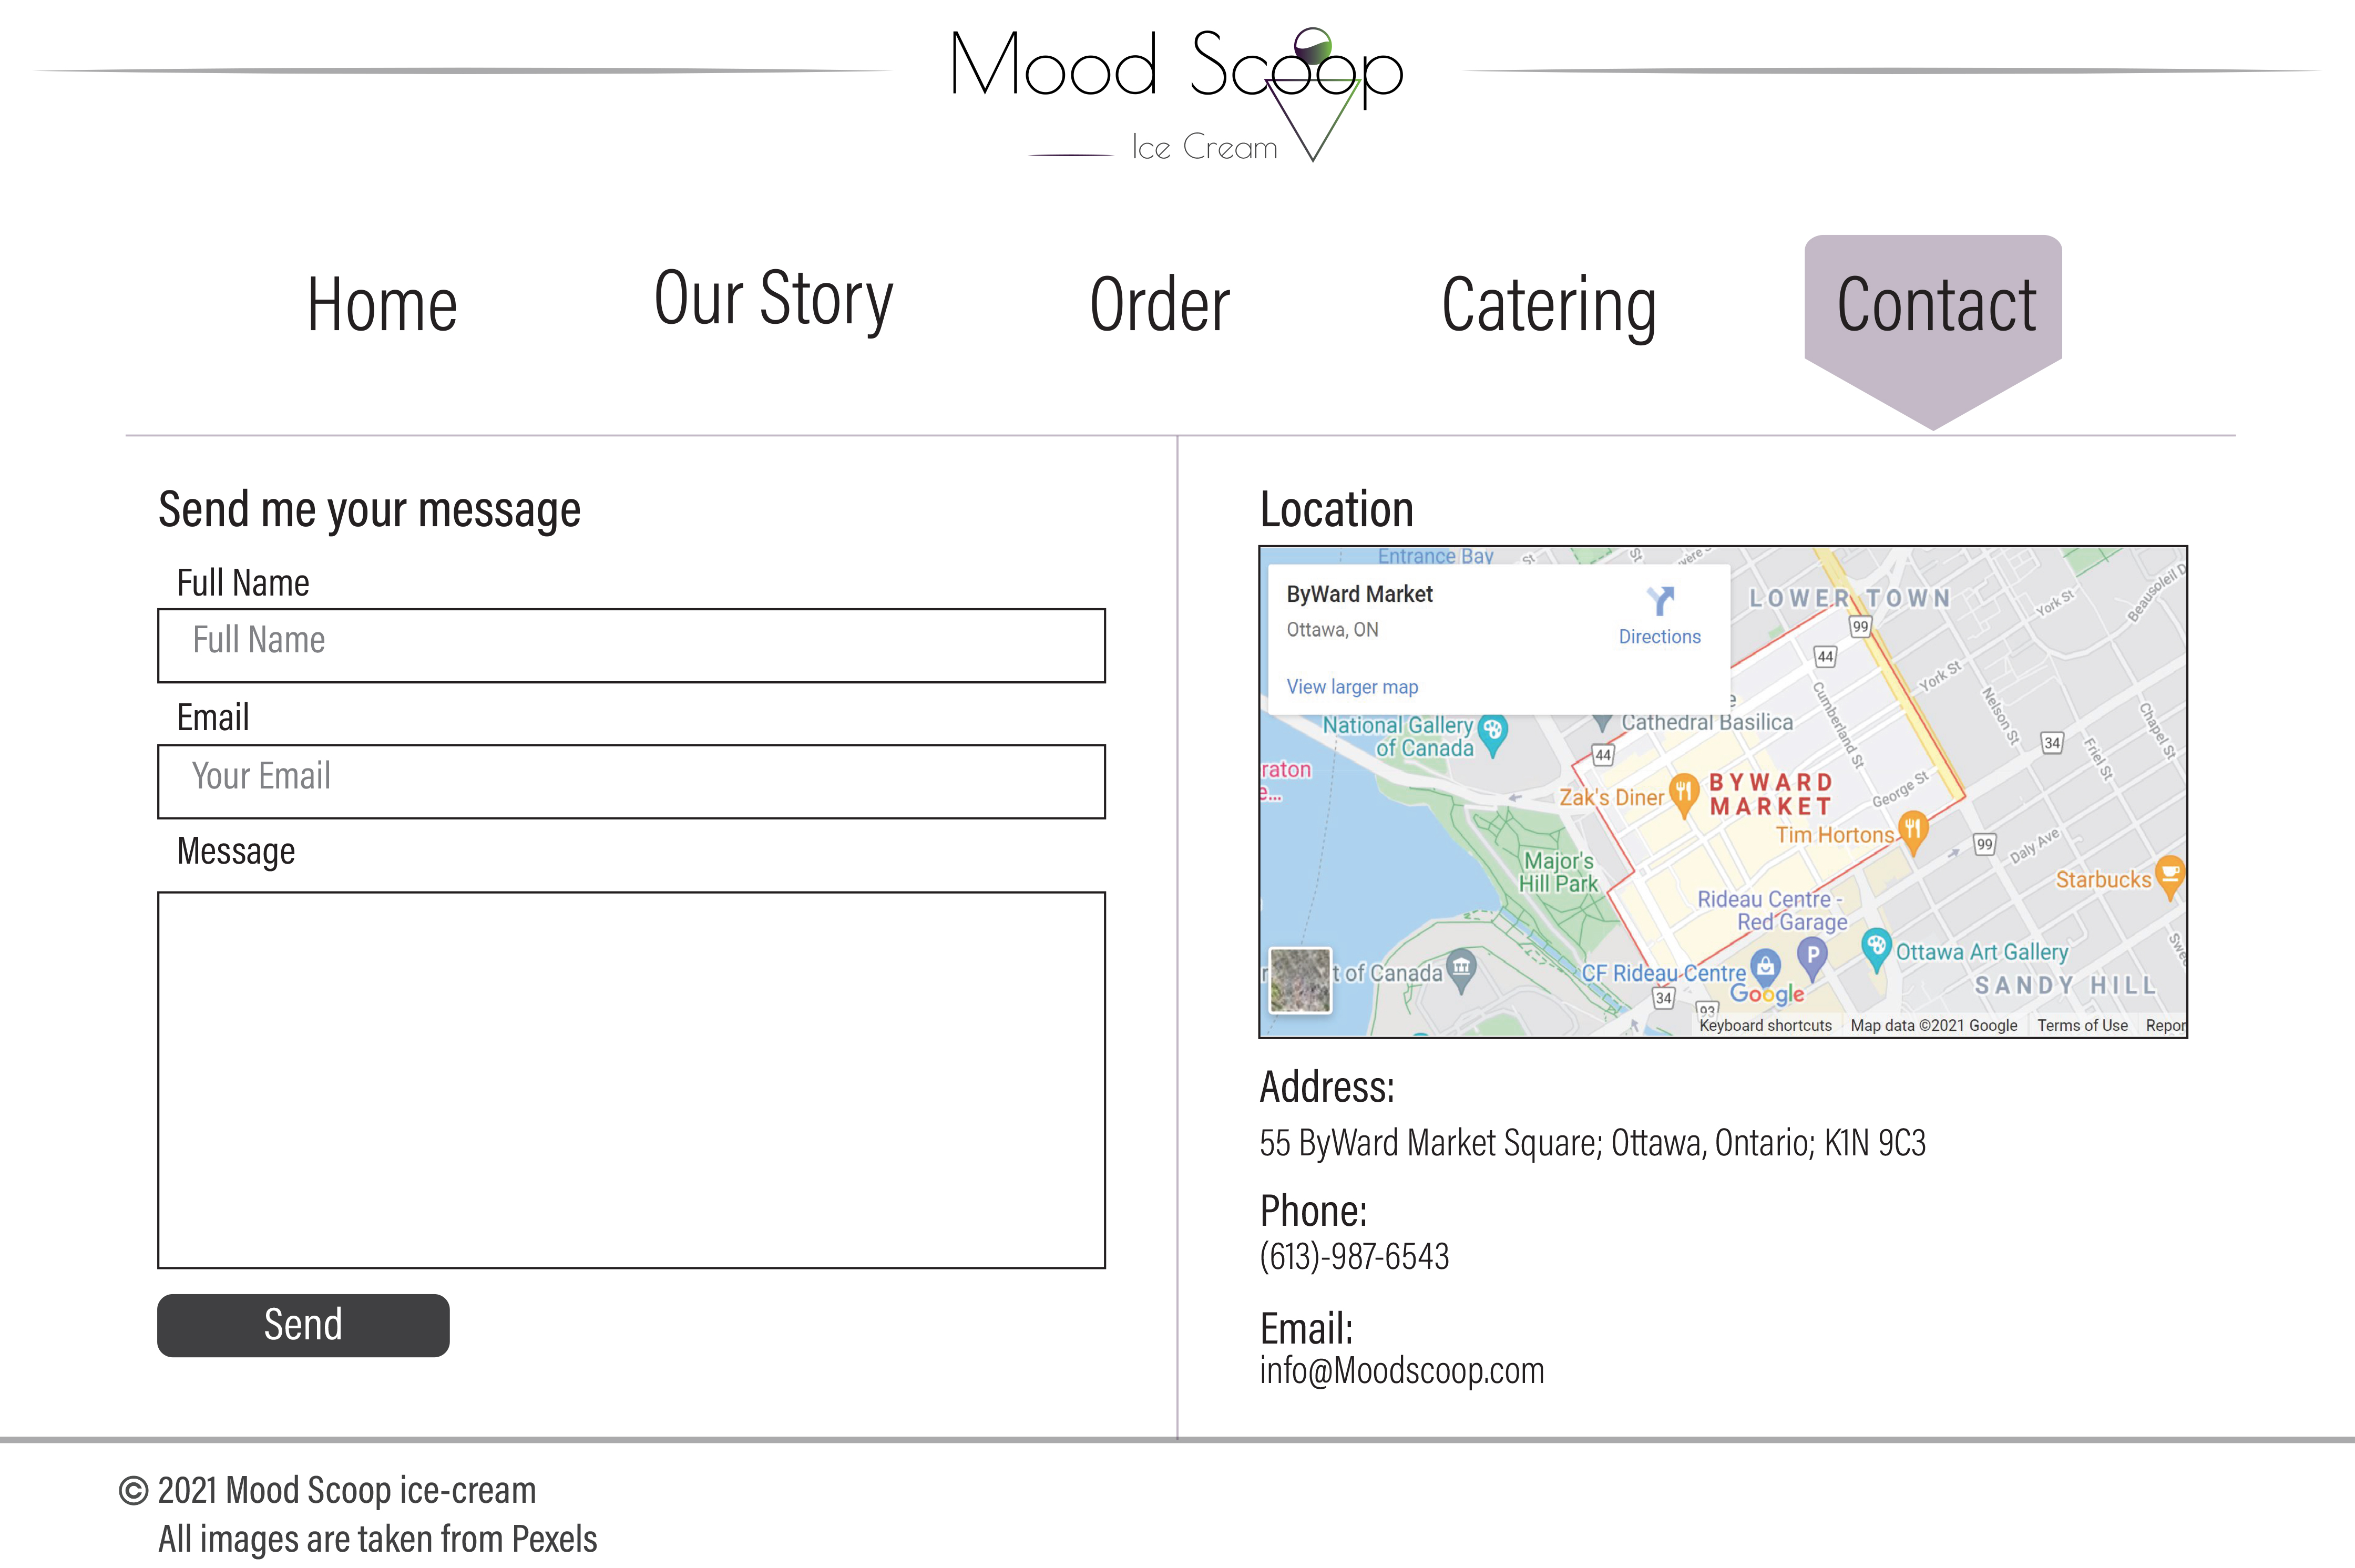 Mood Scoop
Ice Cream
Home
Our Story
Order
Catering
Contact
Send me your message
Full Name
Full Name
Email
Your Email
Message
Send
Location
Entrance Bay
St
St
ByWard Market
Ottawa, ON
Directions
View larger map
LOWER TOWN
York St
Beausoleil D
99
44
York St
Nelson St
Cumberland St
Chapel St
National Gallery
of Canada
Cathedral Basilica
44
34
Friel St
raton
e...
Zak's Diner
BYWARD
MARKET
George St
Tim Hortons
99
Daly Ave
Major's
Hill Park
Starbucks
Rideau Centre -
Red Garage
P
Ottawa Art Gallery
t of Canada
CF Rideau Centre
Google
SANDY HILL
34
93
Keyboard shortcuts
Map data ©2021 Google
Terms of Use
Repor
Address:
55 ByWard Market Square; Ottawa, Ontario; K1N 9C3
Phone:
(613)-987-6543
Email:
info@Moodscoop.com
© 2021 Mood Scoop ice-cream
All images are taken from Pexels